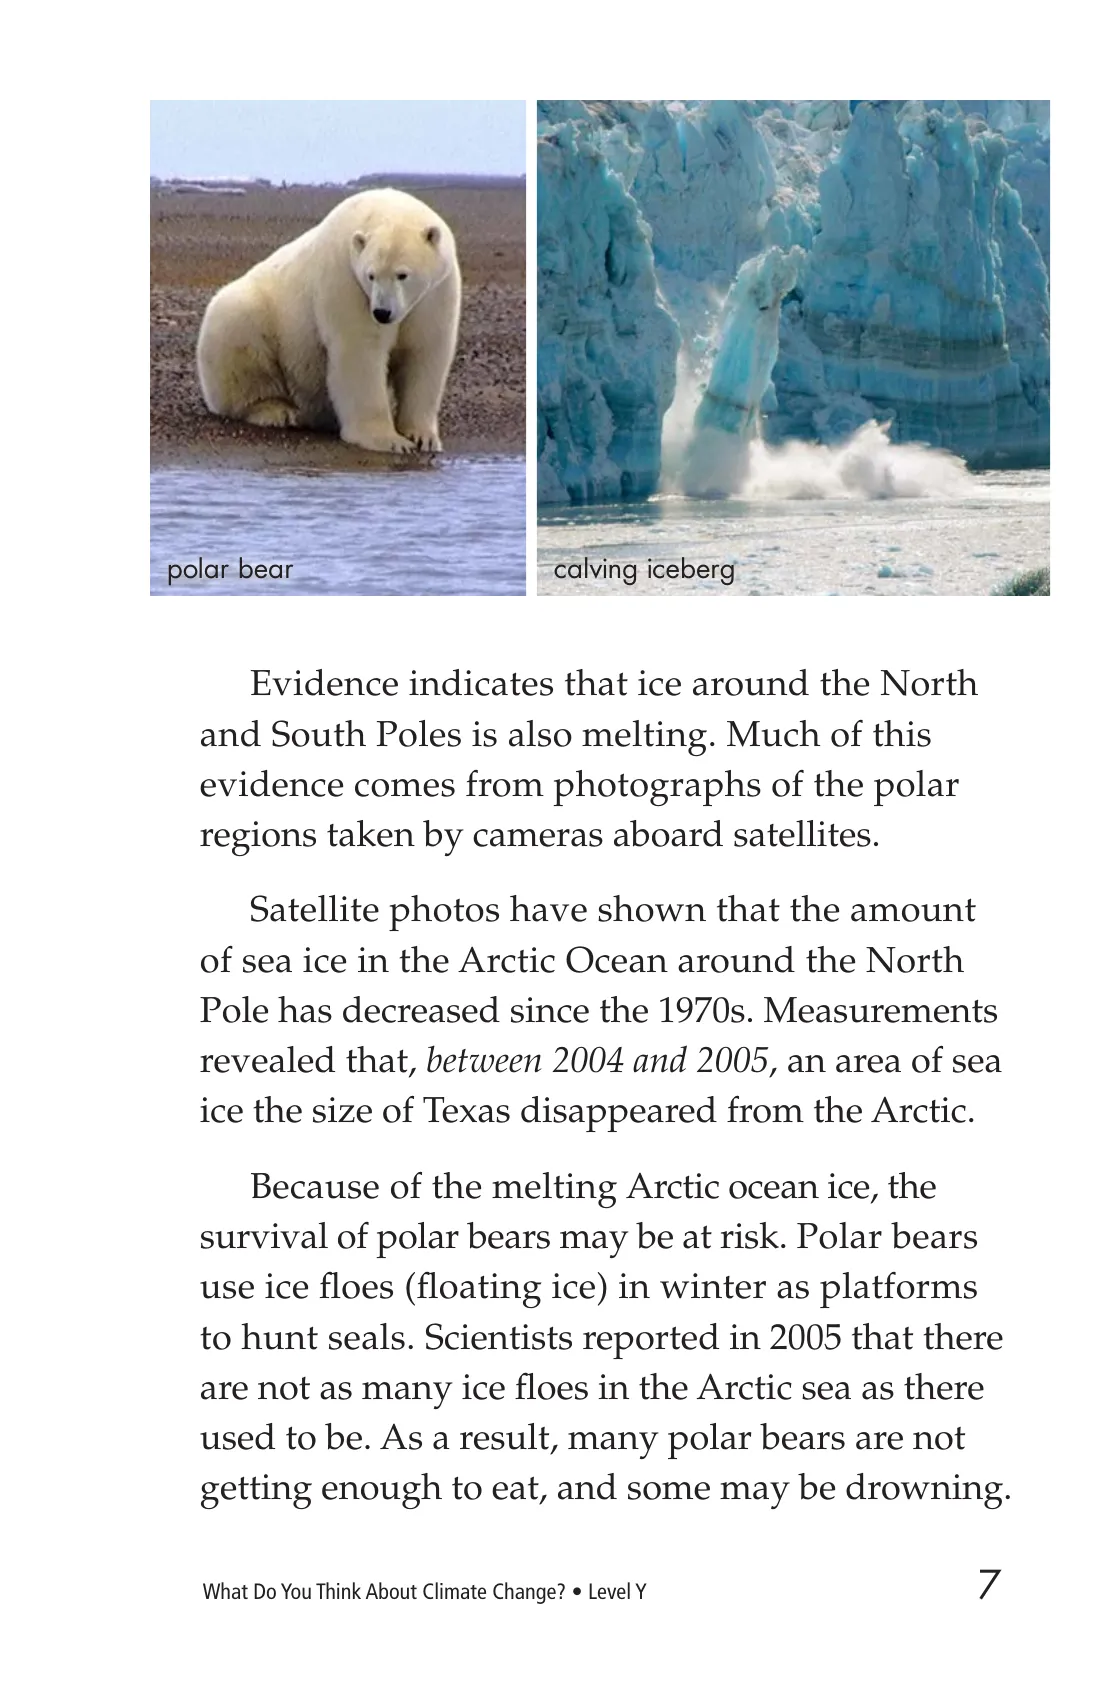 polar bear
calving iceberg
Evidence indicates that ice around the North
and South Poles is also melting. Much of this
evidence comes from photographs of the polar
regions taken by cameras aboard satellites.
Satellite photos have shown that the amount
of sea ice in the Arctic Ocean around the North
Pole has decreased since the 1970s. Measurements
revealed that, between 2004 and 2005, an area of sea
ice the size of Texas disappeared from the Arctic.
Because of the melting Arctic ocean ice, the
survival of polar bears may be at risk. Polar bears
use ice floes (floating ice) in winter as platforms
to hunt seals. Scientists reported in 2005 that there
are not as many ice floes in the Arctic sea as there
used to be. As a result, many polar bears are not
getting enough to eat, and some may be drowning.
What Do You Think About Climate Change? • Level Y
7